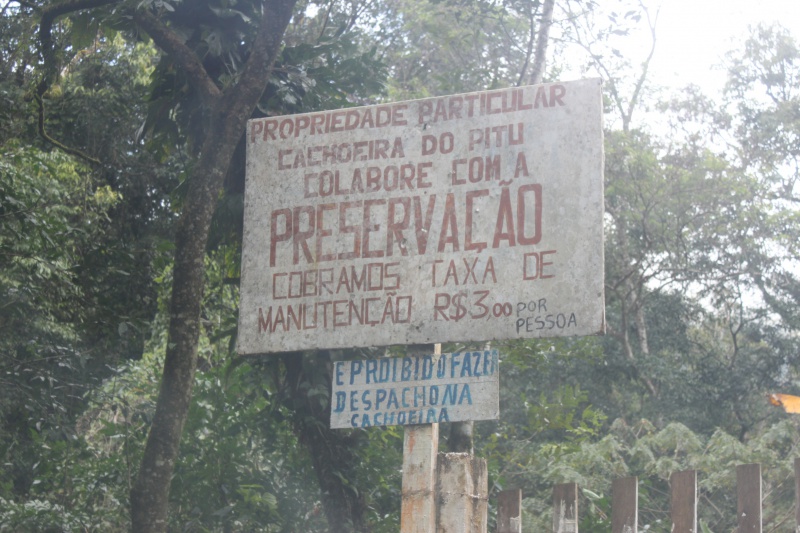 PROPRIEDADE PARTICULAR
CACHOEIRA DO PITU
COLABORE COM A
PRESERVAÇÃO
COBRAMOS TAXA DE
MANUTENÇÃO R$3,00 POR
PESSOA
E PROIBIDO FAZER
DESPACHO NA
CACHOEIRA